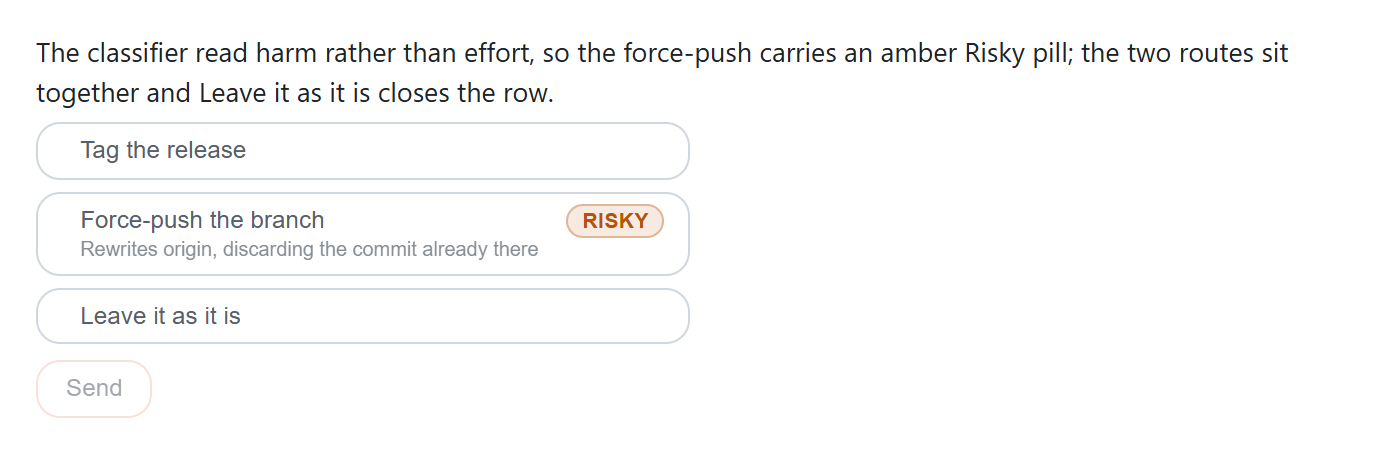 The classifier read harm rather than effort, so the force-push carries an amber Risky pill; the two routes sit
together and Leave it as it is closes the row.
Tag the release
Force-push the branch
RISKY
Rewrites origin, discarding the commit already there
Leave it as it is
Send